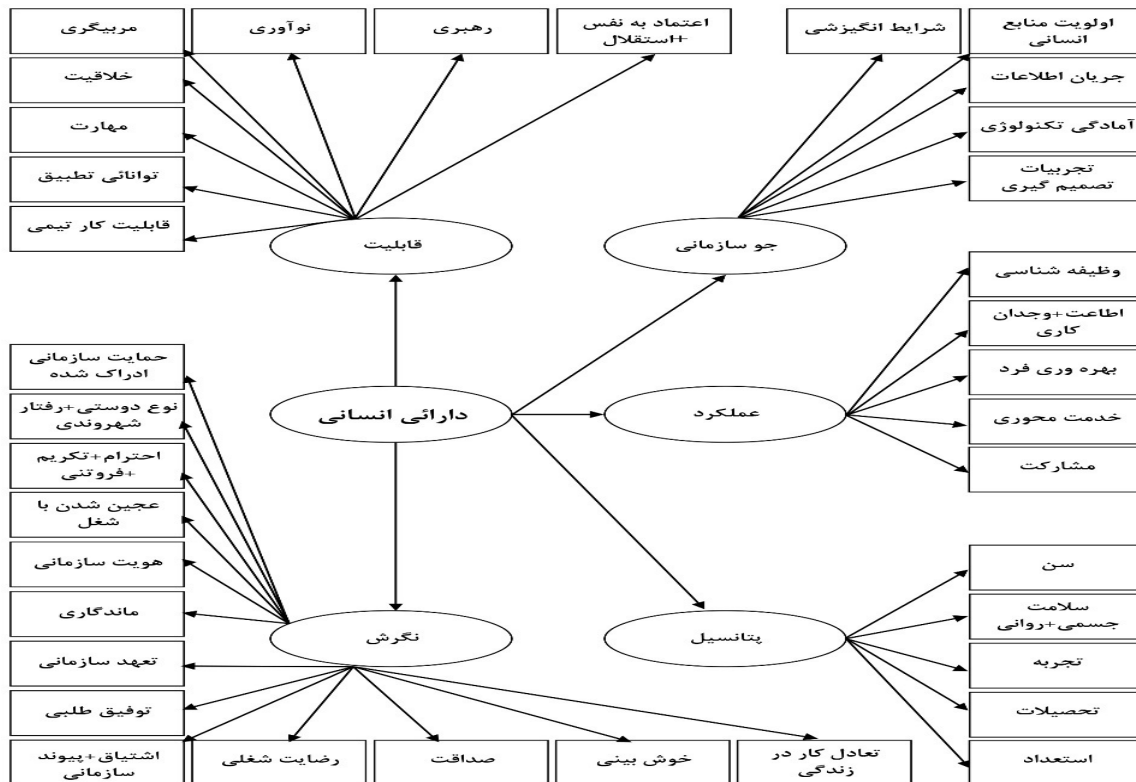 اولویت منابع
انسانی
شرایط انگیزشی
اعتماد به نفس
+استقلال
رهبری
نوآوری
مربیگری
جریان اطلاعات
خلاقیت
آمادگی تکنولوژی
مهارت
تجربیات
تصمیم گیری
توانائی تطبیق
قابلیت کار تیمی
جو سازمانی
قابلیت
وظیفه شناسی
اطاعت+وجدان
کاری
بهره وری فرد
خدمت محوری
مشارکت
عملکرد
دارائی انسانی
حمایت سازمانی
ادراک شده
نوع دوستی+رفتار
شهروندی
احترام+تکریم
+فروتنی
عجین شدن با
شغل
هویت سازمانی
ماندگاری
تعهد سازمانی
توفیق طلبی
اشتیاق+پیوند
سازمانی
نگرش
پتانسیل
سن
سلامت
جسمی+روانی
تجربه
تحصیلات
استعداد
تعادل کار در
زندگی
خوش بینی
صداقت
رضایت شغلی